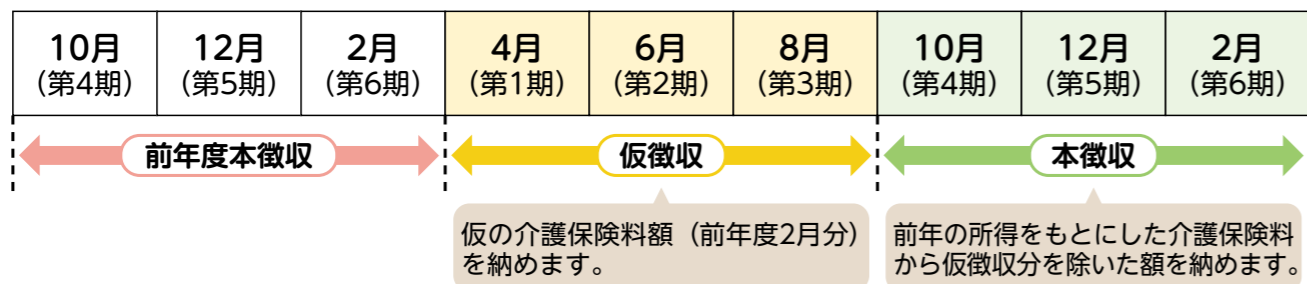 10月 12月 2月 4月 6月 8月 10月 12月 2月
(第4期) (第5期) (第6期) (第1期) (第2期) (第3期) (第4期) (第5期) (第6期)
前年度本徴収 仮徴収 本徴収
仮の介護保険料額（前年度2月分）
を納めます。
前年の所得をもとにした介護保険料
から仮徴収分を除いた額を納めます。